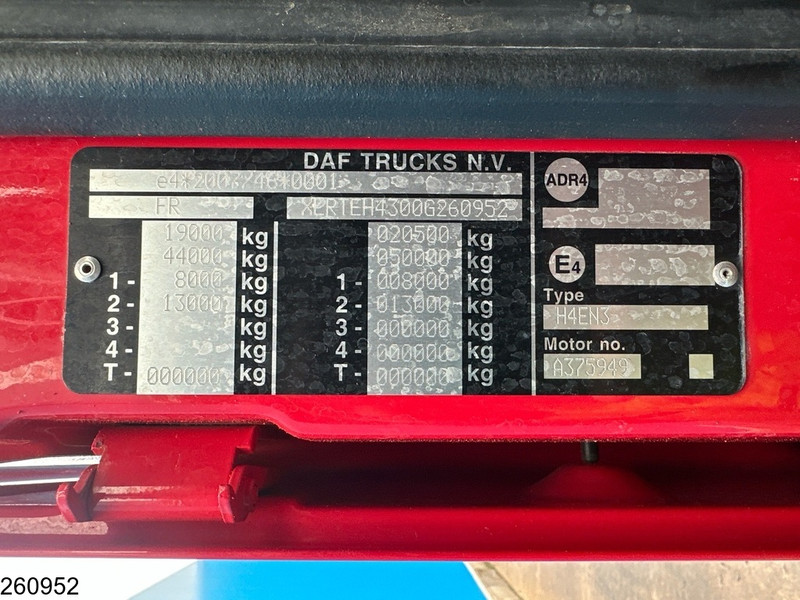 DAF TRUCKS N.V.
e4*2007/46*0001
FR XLRTEH4300G260952
19000 kg 020500 kg
44000 kg 050000 kg
1- 8000 kg 1- 008000 kg
2- 13000 kg 2- 013000 kg
3- kg 3- 000000 kg
4- kg 4- 000000 kg
T- 000000 kg T- 000000 kg
ADR4
E4
Type
H4EN3
Motor no.
A375949
260952